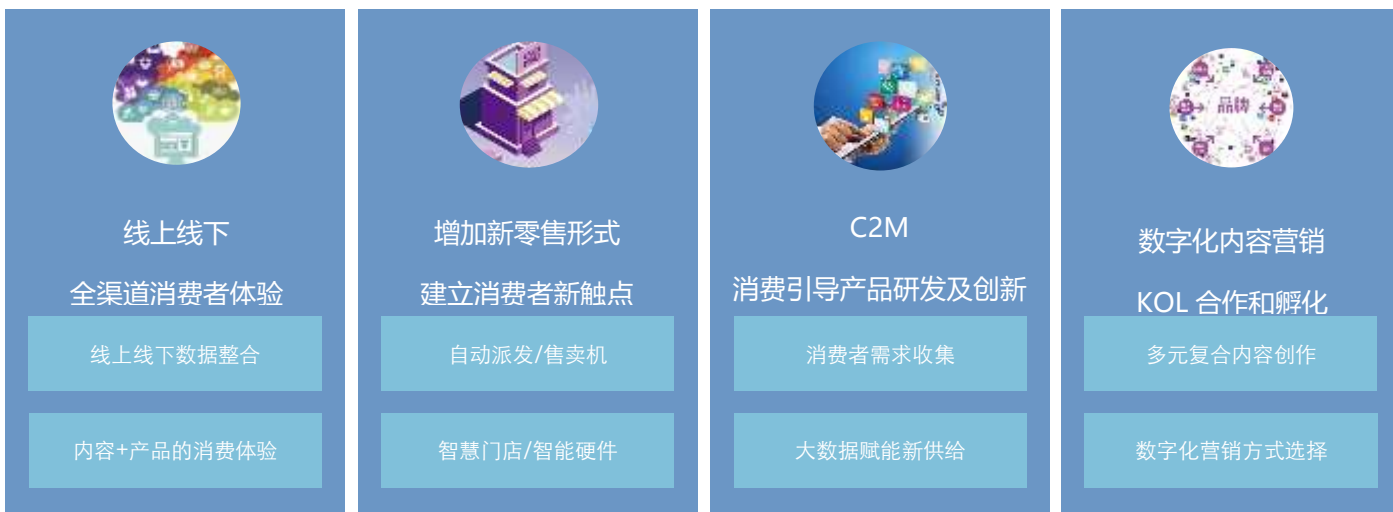 品牌
线上线下
全渠道消费者体验
线上线下数据整合
内容+产品的消费体验
增加新零售形式
建立消费者新触点
自动派发/售卖机
智慧门店/智能硬件
C2M
消费引导产品研发及创新
消费者需求收集
大数据赋能新供给
数字化内容营销
KOL 合作和孵化
多元复合内容创作
数字化营销方式选择